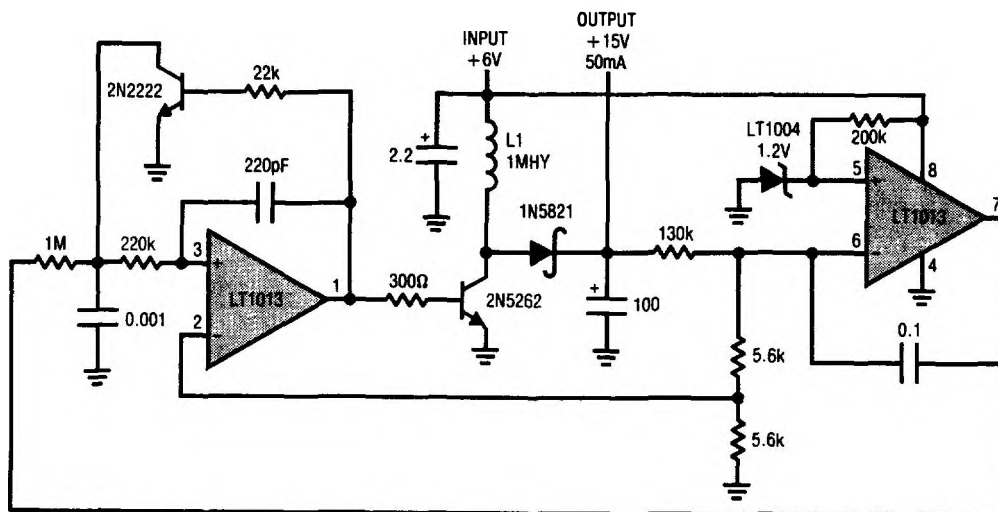 INPUT
+6V
OUTPUT
+15V
50mA
2N2222
22k
220pF
2.2
+
L1
1MHY
LT1004
1.2V
200k
1N5821
5
+
8
LT1013
7
6
−
4
1M
220k
3
+
LT1013
1
2
−
0.001
300Ω
2N5262
130k
+
100
0.1
5.6k
5.6k